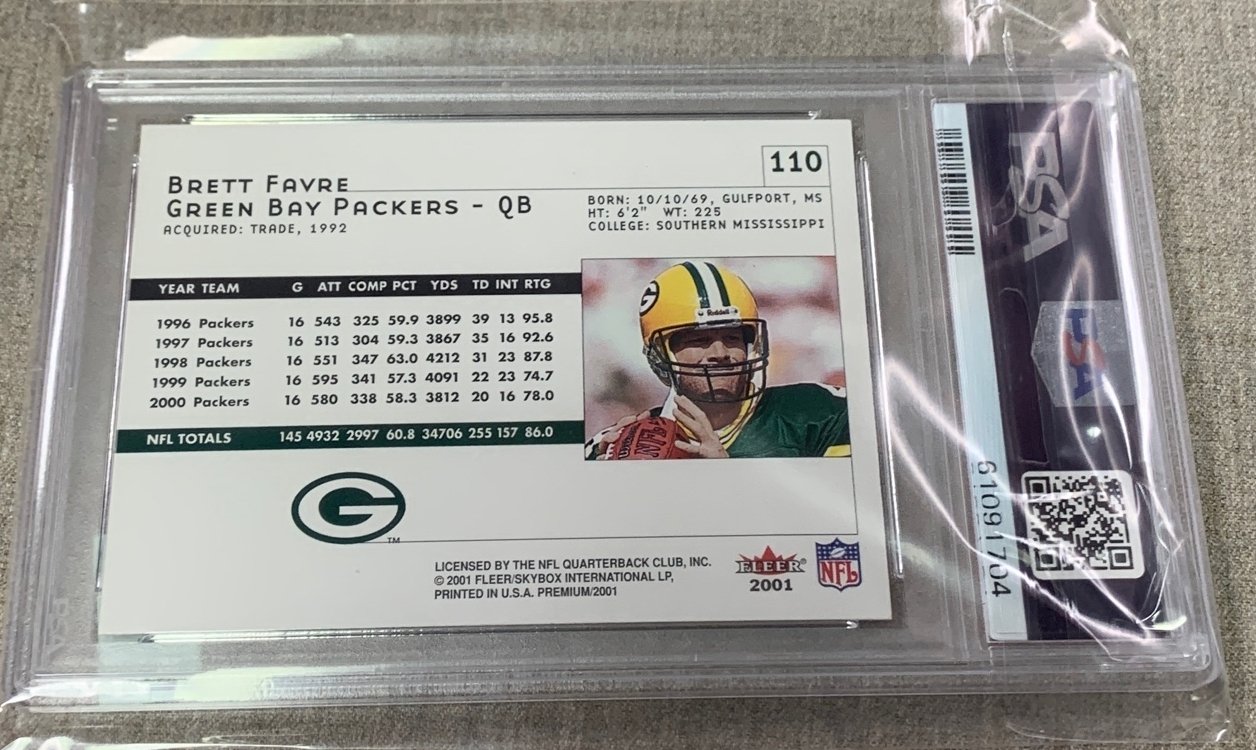 110
BRETT FAVRE
GREEN BAY PACKERS - QB
ACQUIRED: TRADE, 1992
BORN: 10/10/69, GULFPORT, MS
HT: 6'2" WT: 225
COLLEGE: SOUTHERN MISSISSIPPI
YEAR TEAM G ATT COMP PCT YDS TD INT RTG
1996 Packers 16 543 325 59.9 3899 39 13 95.8
1997 Packers 16 513 304 59.3 3867 35 16 92.6
1998 Packers 16 551 347 63.0 4212 31 23 87.8
1999 Packers 16 595 341 57.3 4091 22 23 74.7
2000 Packers 16 580 338 58.3 3812 20 16 78.0
NFL TOTALS 145 4932 2997 60.8 34706 255 157 86.0
G
Riddell
NFL
G
TM
LICENSED BY THE NFL QUARTERBACK CLUB, INC.
© 2001 FLEER/SKYBOX INTERNATIONAL LP,
PRINTED IN U.S.A. PREMIUM/2001
FLEER®
2001
NFL
PSA
PSA
61091704